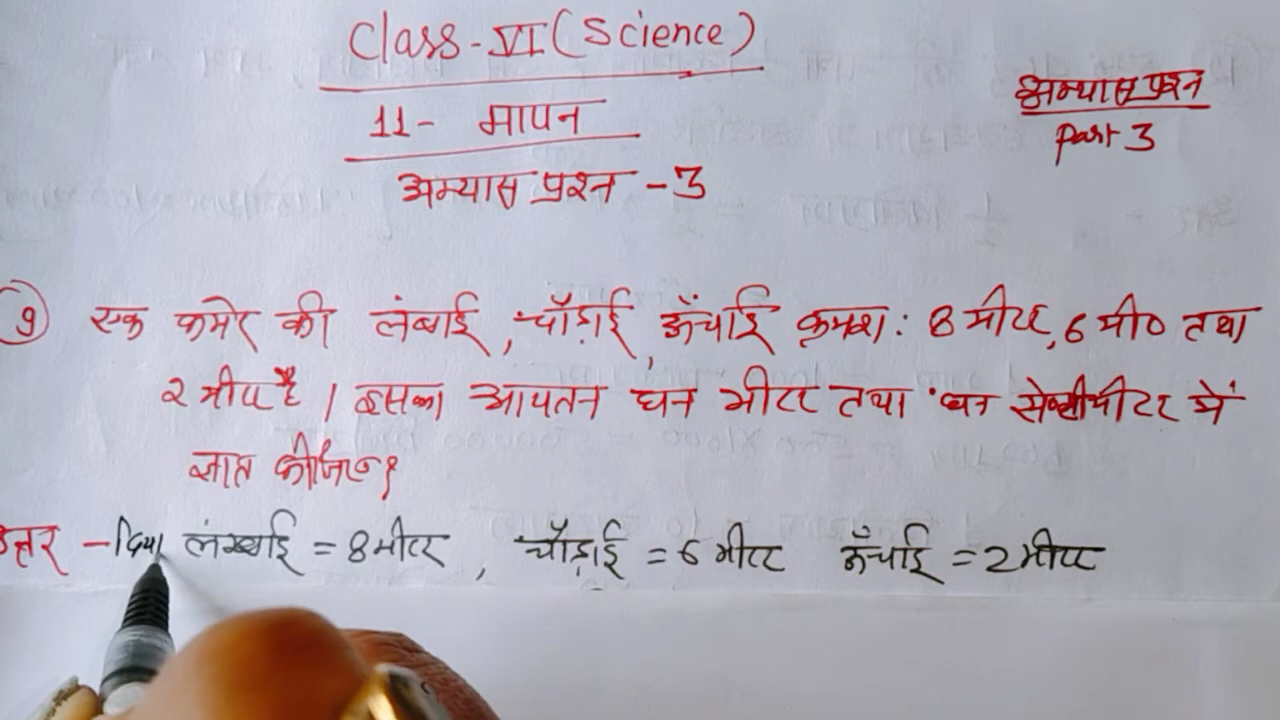 Class-VI (Science)
11- मापन
अभ्यास प्रश्न -3
अभ्यास प्रश्न
Part 3
9 एक कमरे की लंबाई, चौड़ाई, ऊँचाई क्रमश: 8 मीटर, 6 मी० तथा
2 मीटर है। इसका आयतन घन मीटर तथा घन सेन्टीमीटर में
ज्ञात कीजिए।
उत्तर - दिया लंम्बाई = 8 मीटर, चौड़ाई = 6 मीटर ऊँचाई = 2 मीटर